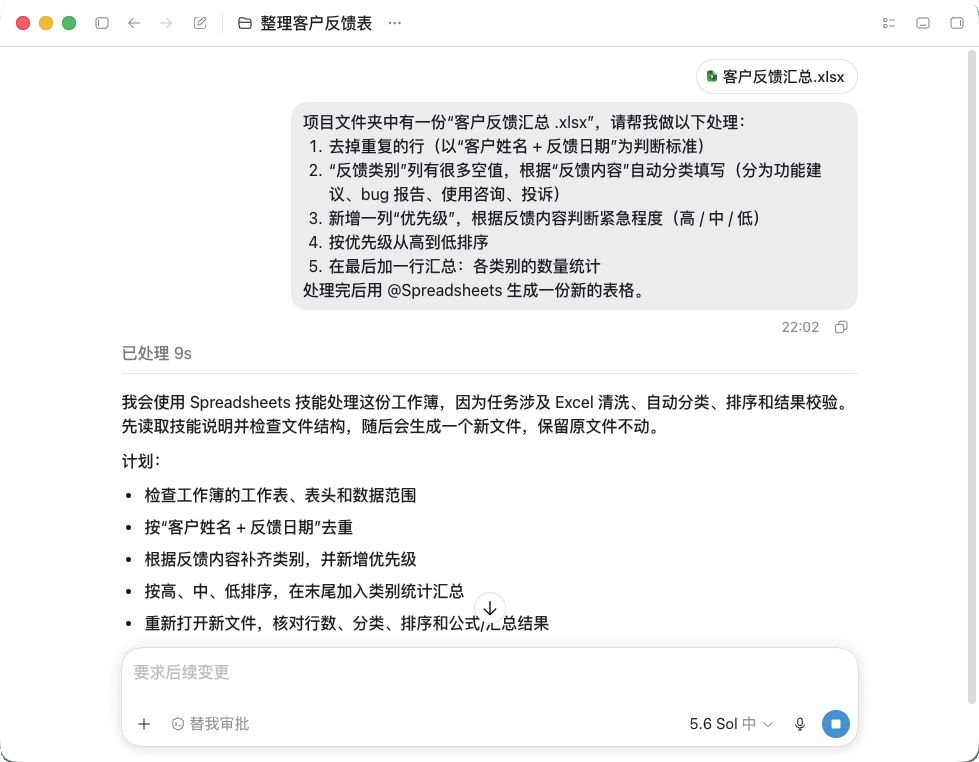 整理客户反馈表
客户反馈汇总.xlsx
项目文件夹中有一份“客户反馈汇总 .xlsx”，请帮我做以下处理：
1. 去掉重复的行（以“客户姓名 + 反馈日期”为判断标准）
2. “反馈类别”列有很多空值，根据“反馈内容”自动分类填写（分为功能建
议、bug 报告、使用咨询、投诉）
3. 新增一列“优先级”，根据反馈内容判断紧急程度（高 / 中 / 低）
4. 按优先级从高到低排序
5. 在最后加一行汇总：各类别的数量统计
处理完后用 @Spreadsheets 生成一份新的表格。
22:02
已处理 9s
我会使用 Spreadsheets 技能处理这份工作簿，因为任务涉及 Excel 清洗、自动分类、排序和结果校验。
先读取技能说明并检查文件结构，随后会生成一个新文件，保留原文件不动。
计划：
• 检查工作簿的工作表、表头和数据范围
• 按“客户姓名 + 反馈日期”去重
• 根据反馈内容补齐类别，并新增优先级
• 按高、中、低排序，在末尾加入类别统计汇总
• 重新打开新文件，核对行数、分类、排序和公式/汇总结果
要求后续变更
替我审批
5.6 Sol 中